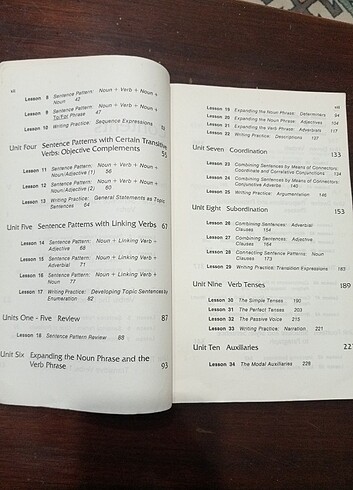 vii
Lesson 8 Sentence Pattern: Noun + Verb + Noun +
Noun 42
Lesson 9 Sentence Pattern: Noun + Verb + Noun +
To/For Phrase 47
Lesson 10 Writing Practice: Sequence Expressions
Unit Four Sentence Patterns with Certain Transitive
Verbs: Objective Complements 55
Lesson 11 Sentence Pattern: Noun + Verb + Noun +
Noun/Adjective (1) 56
Lesson 12 Sentence Pattern: Noun + Verb + Noun +
Noun/Adjective (2) 60
Lesson 13 Writing Practice: General Statements as Topic
Sentences 64
Unit Five Sentence Patterns with Linking Verbs 67
Lesson 14 Sentence Pattern: Noun + Linking Verb +
Adjective 68
Lesson 15 Sentence Pattern: Noun + Linking Verb +
Adverbial 71
Lesson 16 Sentence Pattern: Noun + Linking Verb +
Noun 77
Lesson 17 Writing Practice: Developing Topic Sentences by
Enumeration 82
Units One - Five Review 87
Lesson 18 Sentence Pattern Review 88
Unit Six Expanding the Noun Phrase and the
Verb Phrase 93
Lesson 19 Expanding the Noun Phrase: Determiners 94
Lesson 20 Expanding the Noun Phrase: Adjectives 104
Lesson 21 Expanding the Verb Phrase: Adverbials 117
Lesson 22 Writing Practice: Descriptions 127
Unit Seven Coordination 133
Lesson 23 Combining Sentences by Means of Connectors:
Coordinate and Correlative Conjunctions 134
Lesson 24 Combining Sentences by Means of Connectors:
Conjunctive Adverbs 140
Lesson 25 Writing Practice: Argumentation 146
Unit Eight Subordination 153
Lesson 26 Combining Sentences: Adverbial
Clauses 154
Lesson 27 Combining Sentences: Adjective
Clauses 164
Lesson 28 Connecting Sentence Patterns: Noun
Clauses 173
Lesson 29 Writing Practice: Transition Expressions 183
Unit Nine Verb Tenses 189
Lesson 30 The Simple Tenses 190
Lesson 31 The Perfect Tenses 203
Lesson 32 The Passive Voice 215
Lesson 33 Writing Practice: Narration 221
Unit Ten Auxiliaries
Lesson 34 The Modal Auxiliaries 226